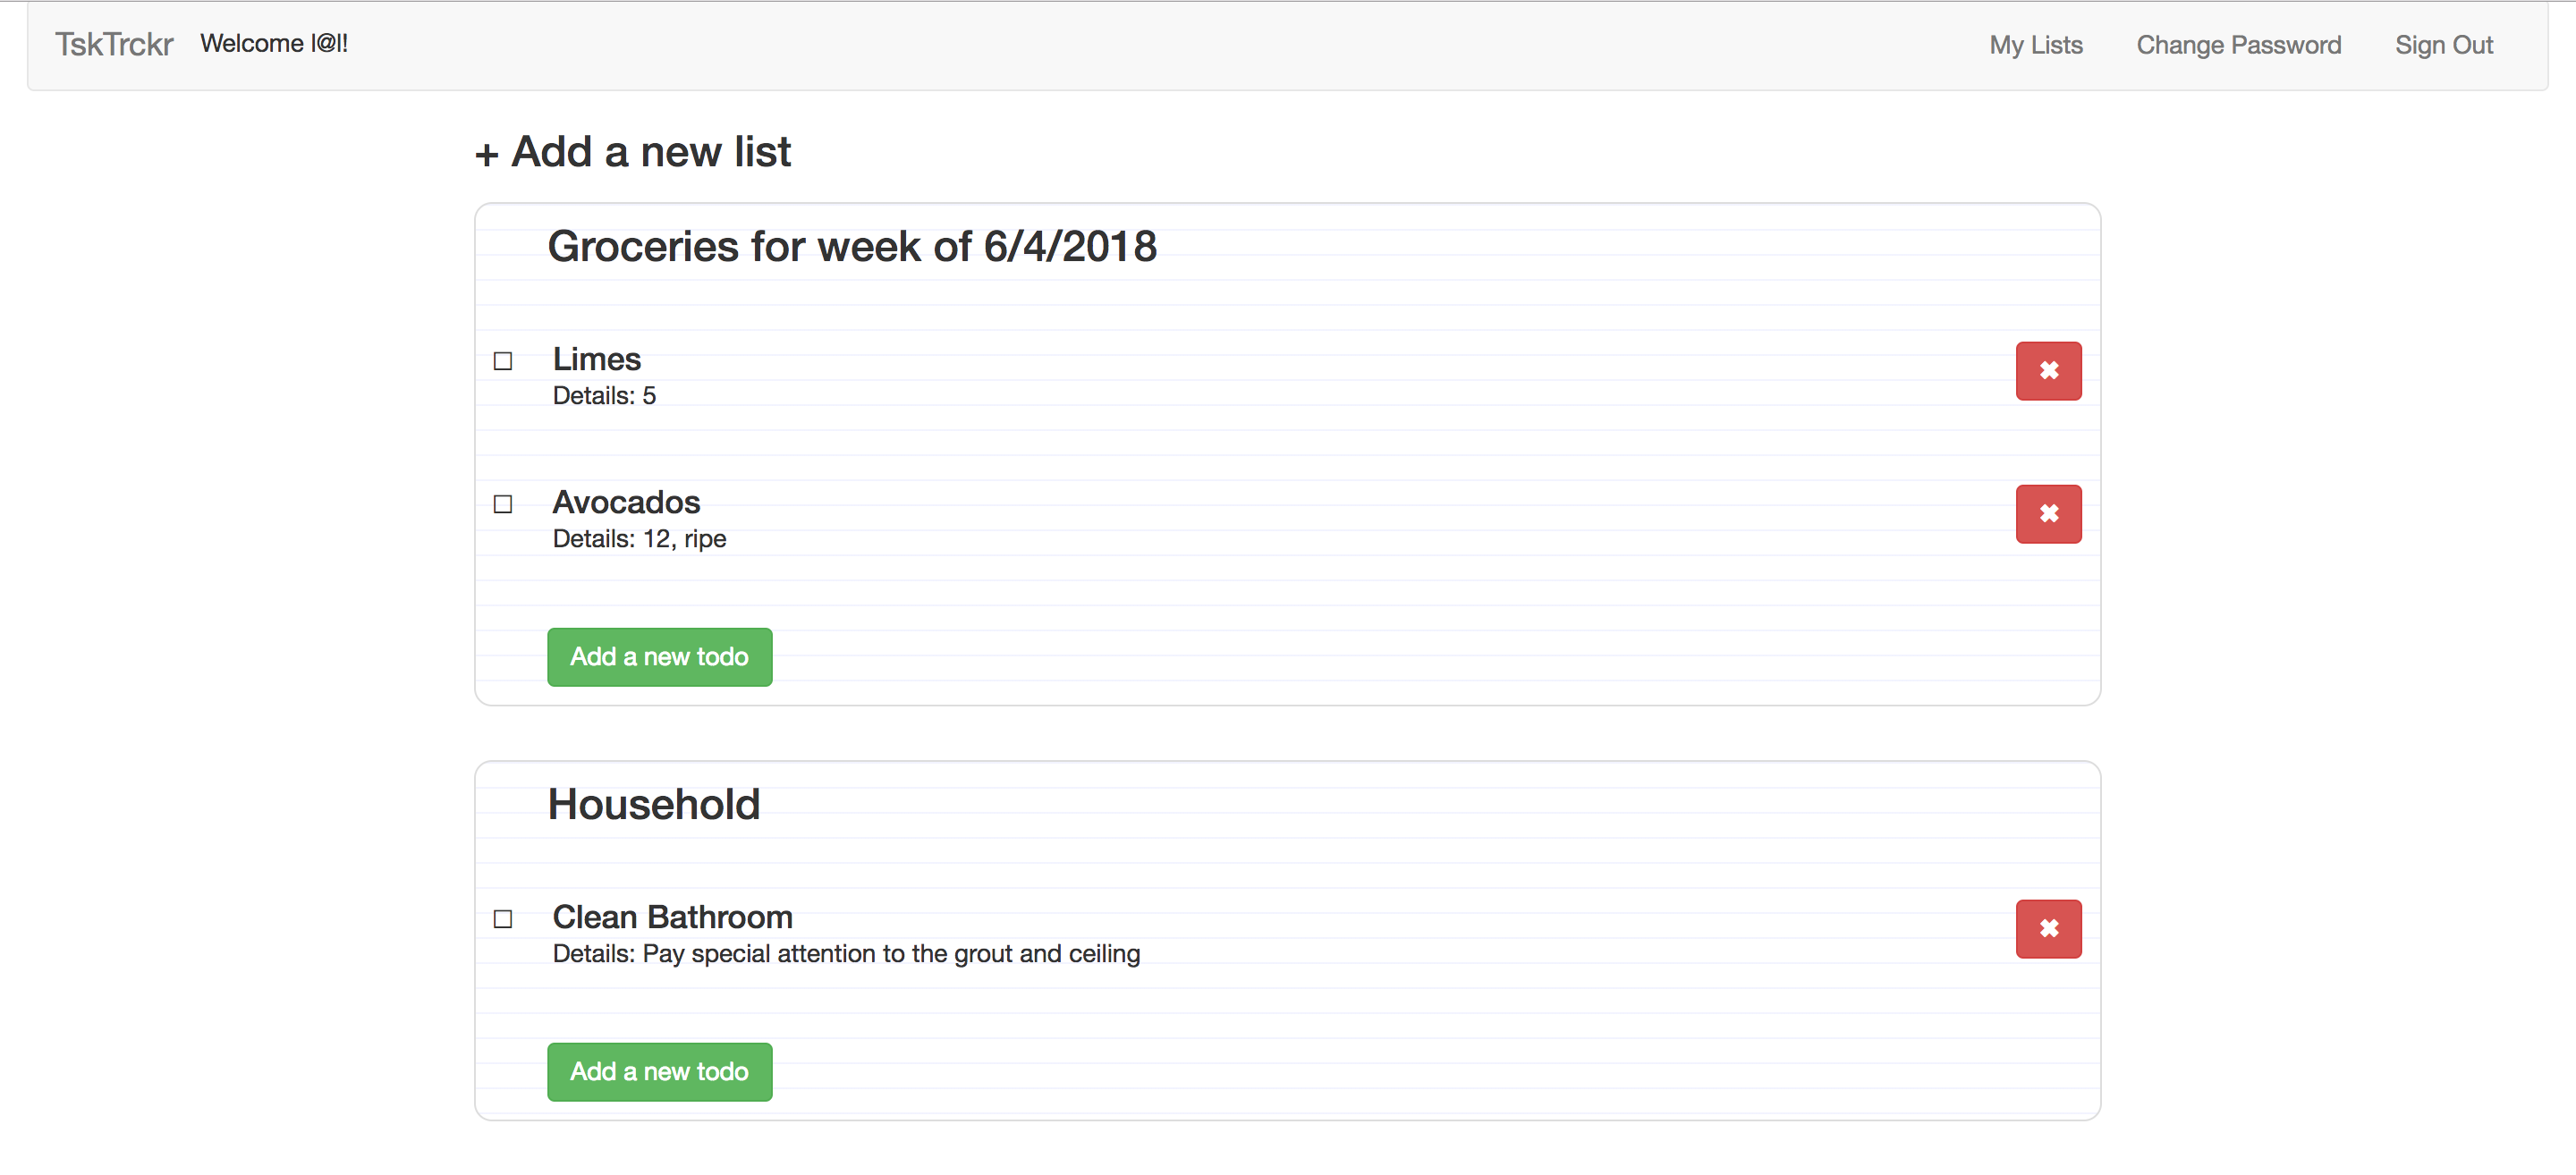 TskTrckr Welcome l@l! My Lists Change Password Sign Out
+ Add a new list
Groceries for week of 6/4/2018
Limes
Details: 5
Avocados
Details: 12, ripe
Add a new todo
Household
Clean Bathroom
Details: Pay special attention to the grout and ceiling
Add a new todo